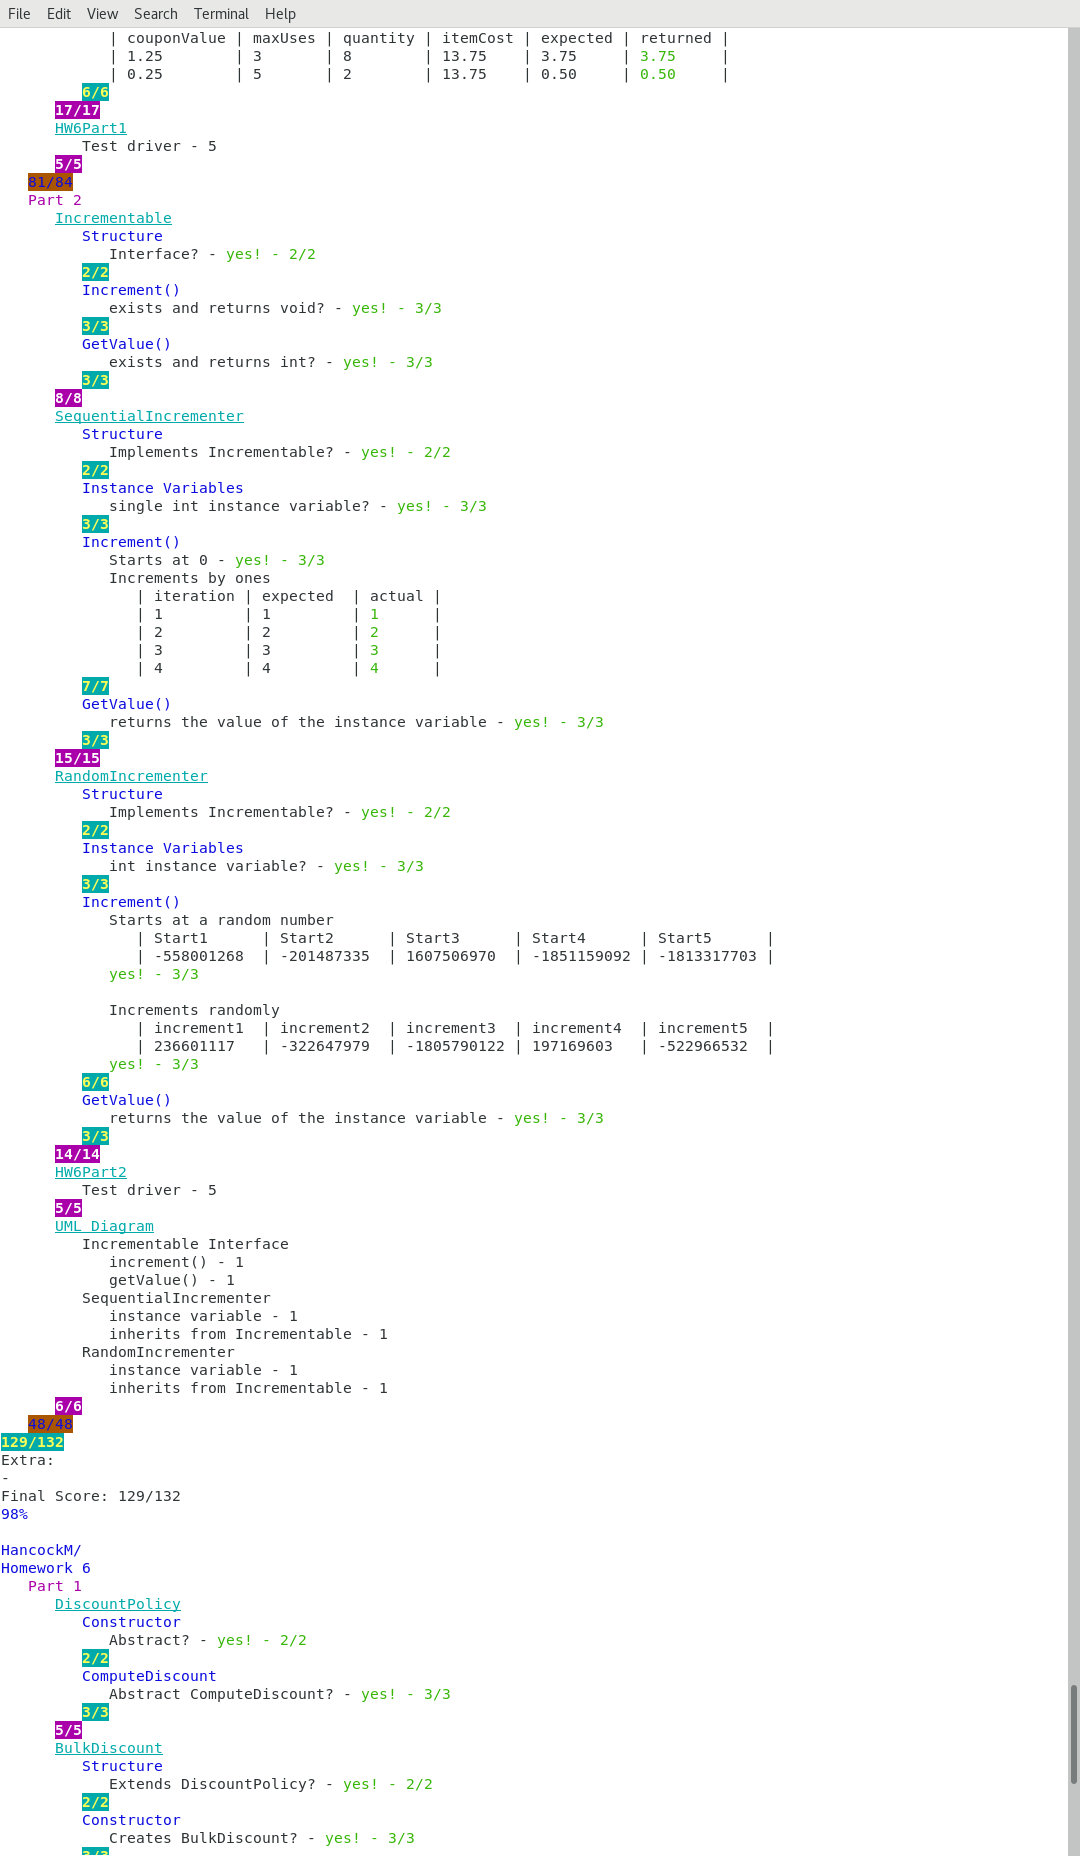 File Edit View Search Terminal Help
| couponValue | maxUses | quantity | itemCost | expected | returned |
| 1.25 | 3 | 8 | 13.75 | 3.75 | 3.75 |
| 0.25 | 5 | 2 | 13.75 | 0.50 | 0.50 |
6/6
17/17
HW6Part1
Test driver - 5
5/5
81/84
Part 2
Incrementable
Structure
Interface? - yes! - 2/2
2/2
Increment()
exists and returns void? - yes! - 3/3
3/3
GetValue()
exists and returns int? - yes! - 3/3
3/3
8/8
SequentialIncrementer
Structure
Implements Incrementable? - yes! - 2/2
2/2
Instance Variables
single int instance variable? - yes! - 3/3
3/3
Increment()
Starts at 0 - yes! - 3/3
Increments by ones
| iteration | expected | actual |
| 1 | 1 | 1 |
| 2 | 2 | 2 |
| 3 | 3 | 3 |
| 4 | 4 | 4 |
7/7
GetValue()
returns the value of the instance variable - yes! - 3/3
3/3
15/15
RandomIncrementer
Structure
Implements Incrementable? - yes! - 2/2
2/2
Instance Variables
int instance variable? - yes! - 3/3
3/3
Increment()
Starts at a random number
| Start1 | Start2 | Start3 | Start4 | Start5 |
| -558001268 | -201487335 | 1607506970 | -1851159092 | -1813317703 |
yes! - 3/3
Increments randomly
| increment1 | increment2 | increment3 | increment4 | increment5 |
| 236601117 | -322647979 | -1805790122 | 197169603 | -522966532 |
yes! - 3/3
6/6
GetValue()
returns the value of the instance variable - yes! - 3/3
3/3
14/14
HW6Part2
Test driver - 5
5/5
UML Diagram
Incrementable Interface
increment() - 1
getValue() - 1
SequentialIncrementer
instance variable - 1
inherits from Incrementable - 1
RandomIncrementer
instance variable - 1
inherits from Incrementable - 1
6/6
48/48
129/132
Extra:
-
Final Score: 129/132
98%
HancockM/
Homework 6
Part 1
DiscountPolicy
Constructor
Abstract? - yes! - 2/2
2/2
ComputeDiscount
Abstract ComputeDiscount? - yes! - 3/3
3/3
5/5
BulkDiscount
Structure
Extends DiscountPolicy? - yes! - 2/2
2/2
Constructor
Creates BulkDiscount? - yes! - 3/3
3/3